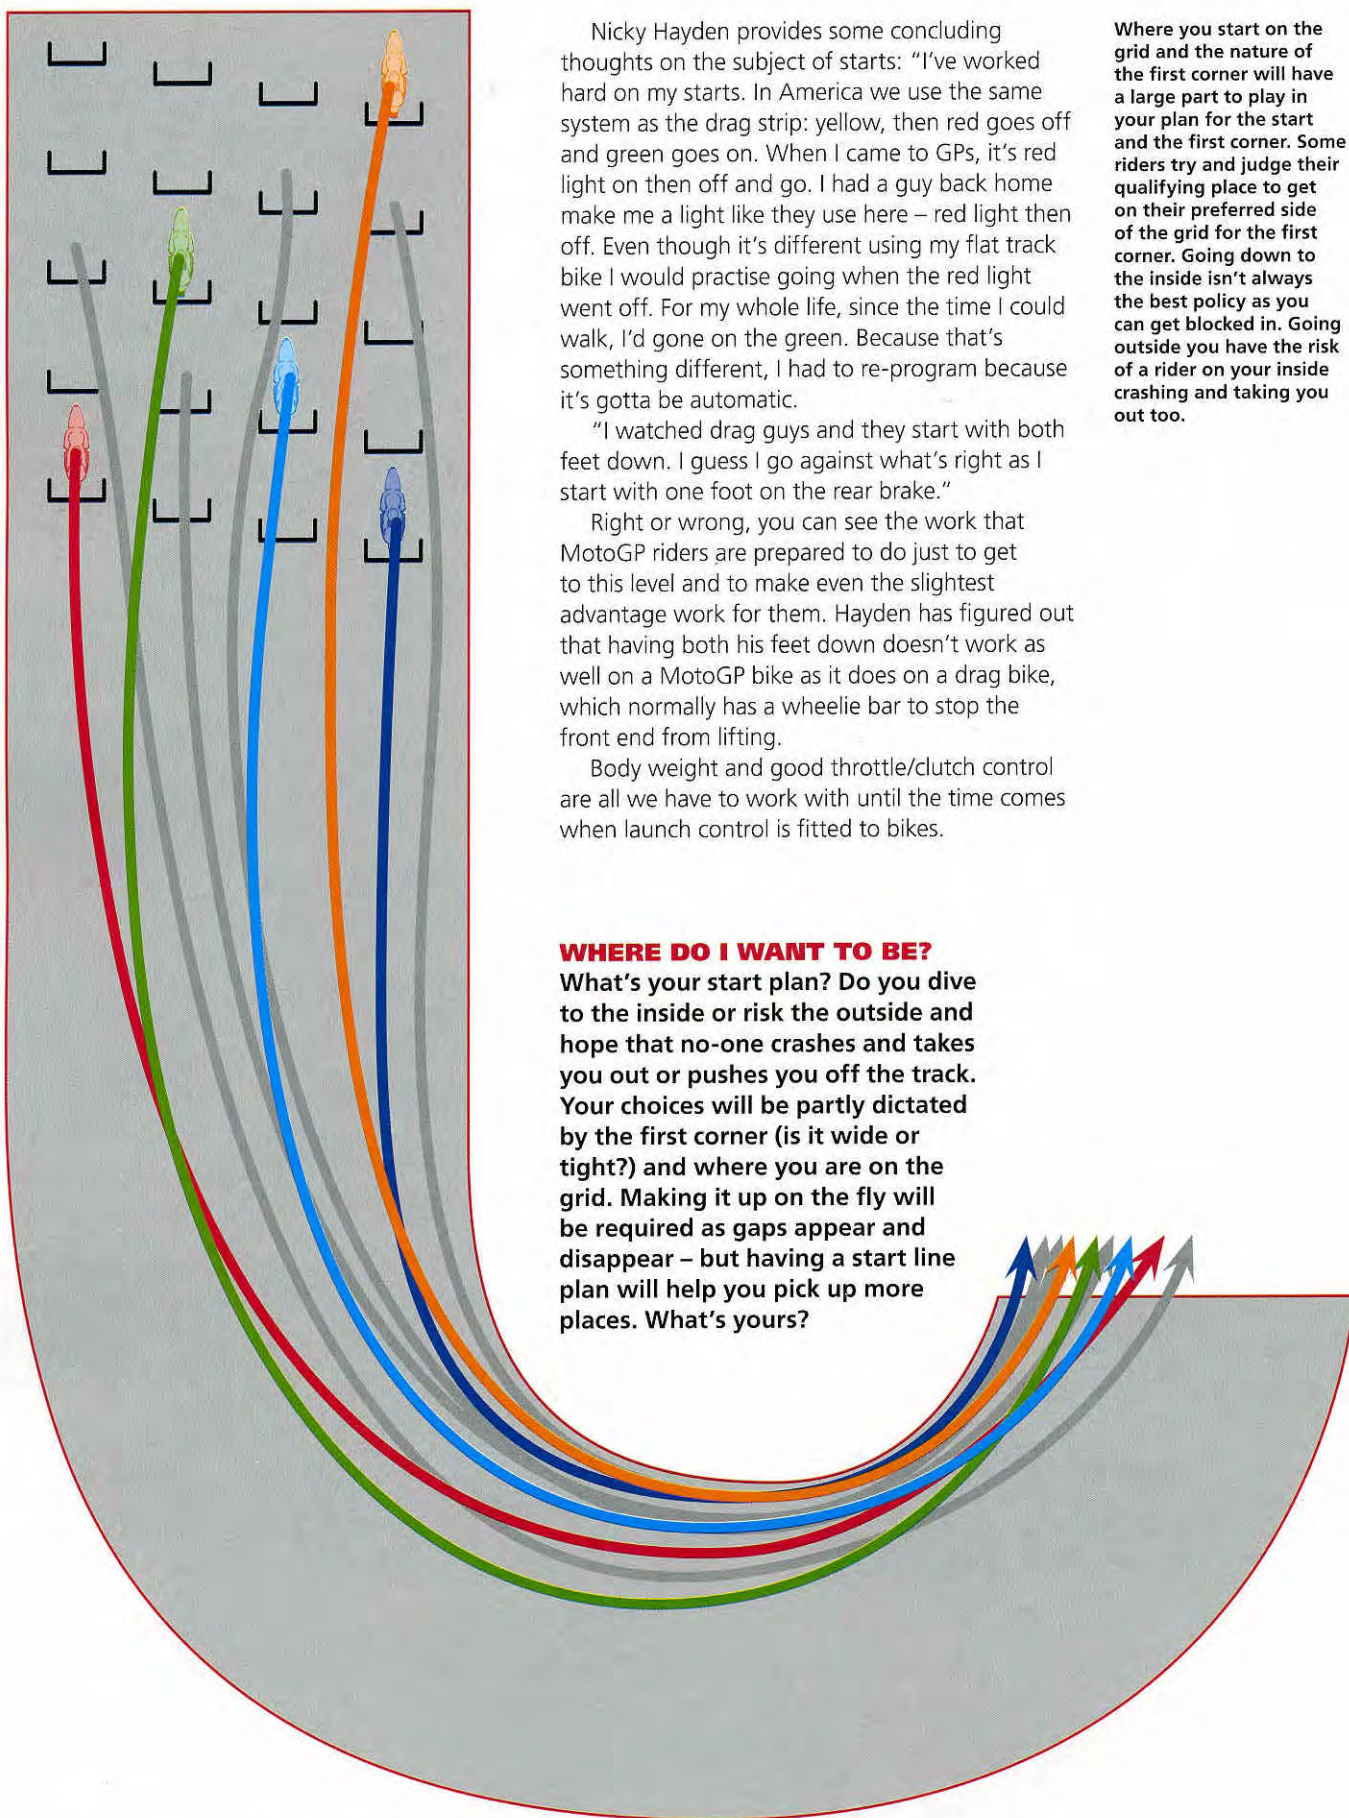 Nicky Hayden provides some concluding
thoughts on the subject of starts: "I've worked
hard on my starts. In America we use the same
system as the drag strip: yellow, then red goes off
and green goes on. When I came to GPs, it's red
light on then off and go. I had a guy back home
make me a light like they use here – red light then
off. Even though it's different using my flat track
bike I would practise going when the red light
went off. For my whole life, since the time I could
walk, I'd gone on the green. Because that's
something different, I had to re-program because
it's gotta be automatic.
"I watched drag guys and they start with both
feet down. I guess I go against what's right as I
start with one foot on the rear brake."
Right or wrong, you can see the work that
MotoGP riders are prepared to do just to get
to this level and to make even the slightest
advantage work for them. Hayden has figured out
that having both his feet down doesn't work as
well on a MotoGP bike as it does on a drag bike,
which normally has a wheelie bar to stop the
front end from lifting.
Body weight and good throttle/clutch control
are all we have to work with until the time comes
when launch control is fitted to bikes.
Where you start on the
grid and the nature of
the first corner will have
a large part to play in
your plan for the start
and the first corner. Some
riders try and judge their
qualifying place to get
on their preferred side
of the grid for the first
corner. Going down to
the inside isn't always
the best policy as you
can get blocked in. Going
outside you have the risk
of a rider on your inside
crashing and taking you
out too.
WHERE DO I WANT TO BE?
What's your start plan? Do you dive
to the inside or risk the outside and
hope that no-one crashes and takes
you out or pushes you off the track.
Your choices will be partly dictated
by the first corner (is it wide or
tight?) and where you are on the
grid. Making it up on the fly will
be required as gaps appear and
disappear – but having a start line
plan will help you pick up more
places. What's yours?